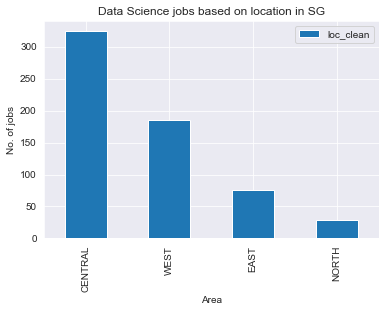 Data Science jobs based on location in SG
loc_clean
No. of jobs
300
250
200
150
100
50
0
CENTRAL
WEST
EAST
NORTH
Area